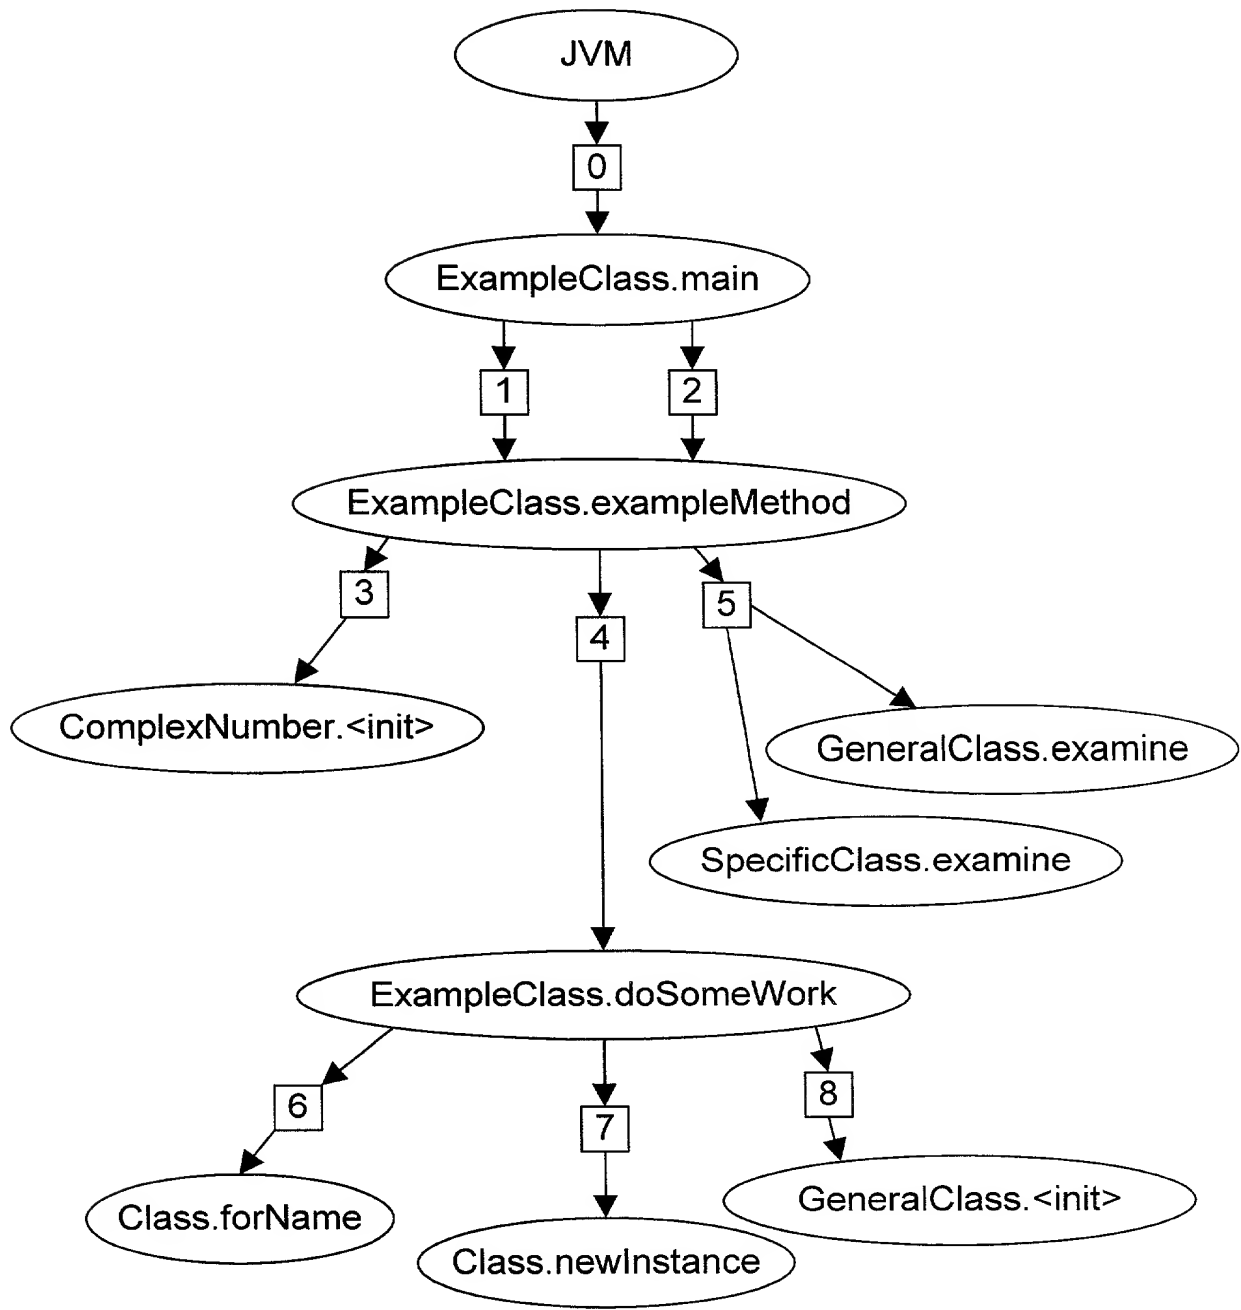 JVM
0
ExampleClass.main
1 2
ExampleClass.exampleMethod
3
5
4
ComplexNumber.<init>
GeneralClass.examine
SpecificClass.examine
ExampleClass.doSomeWork
6
7
8
Class.forName
GeneralClass.<init>
Class.newInstance